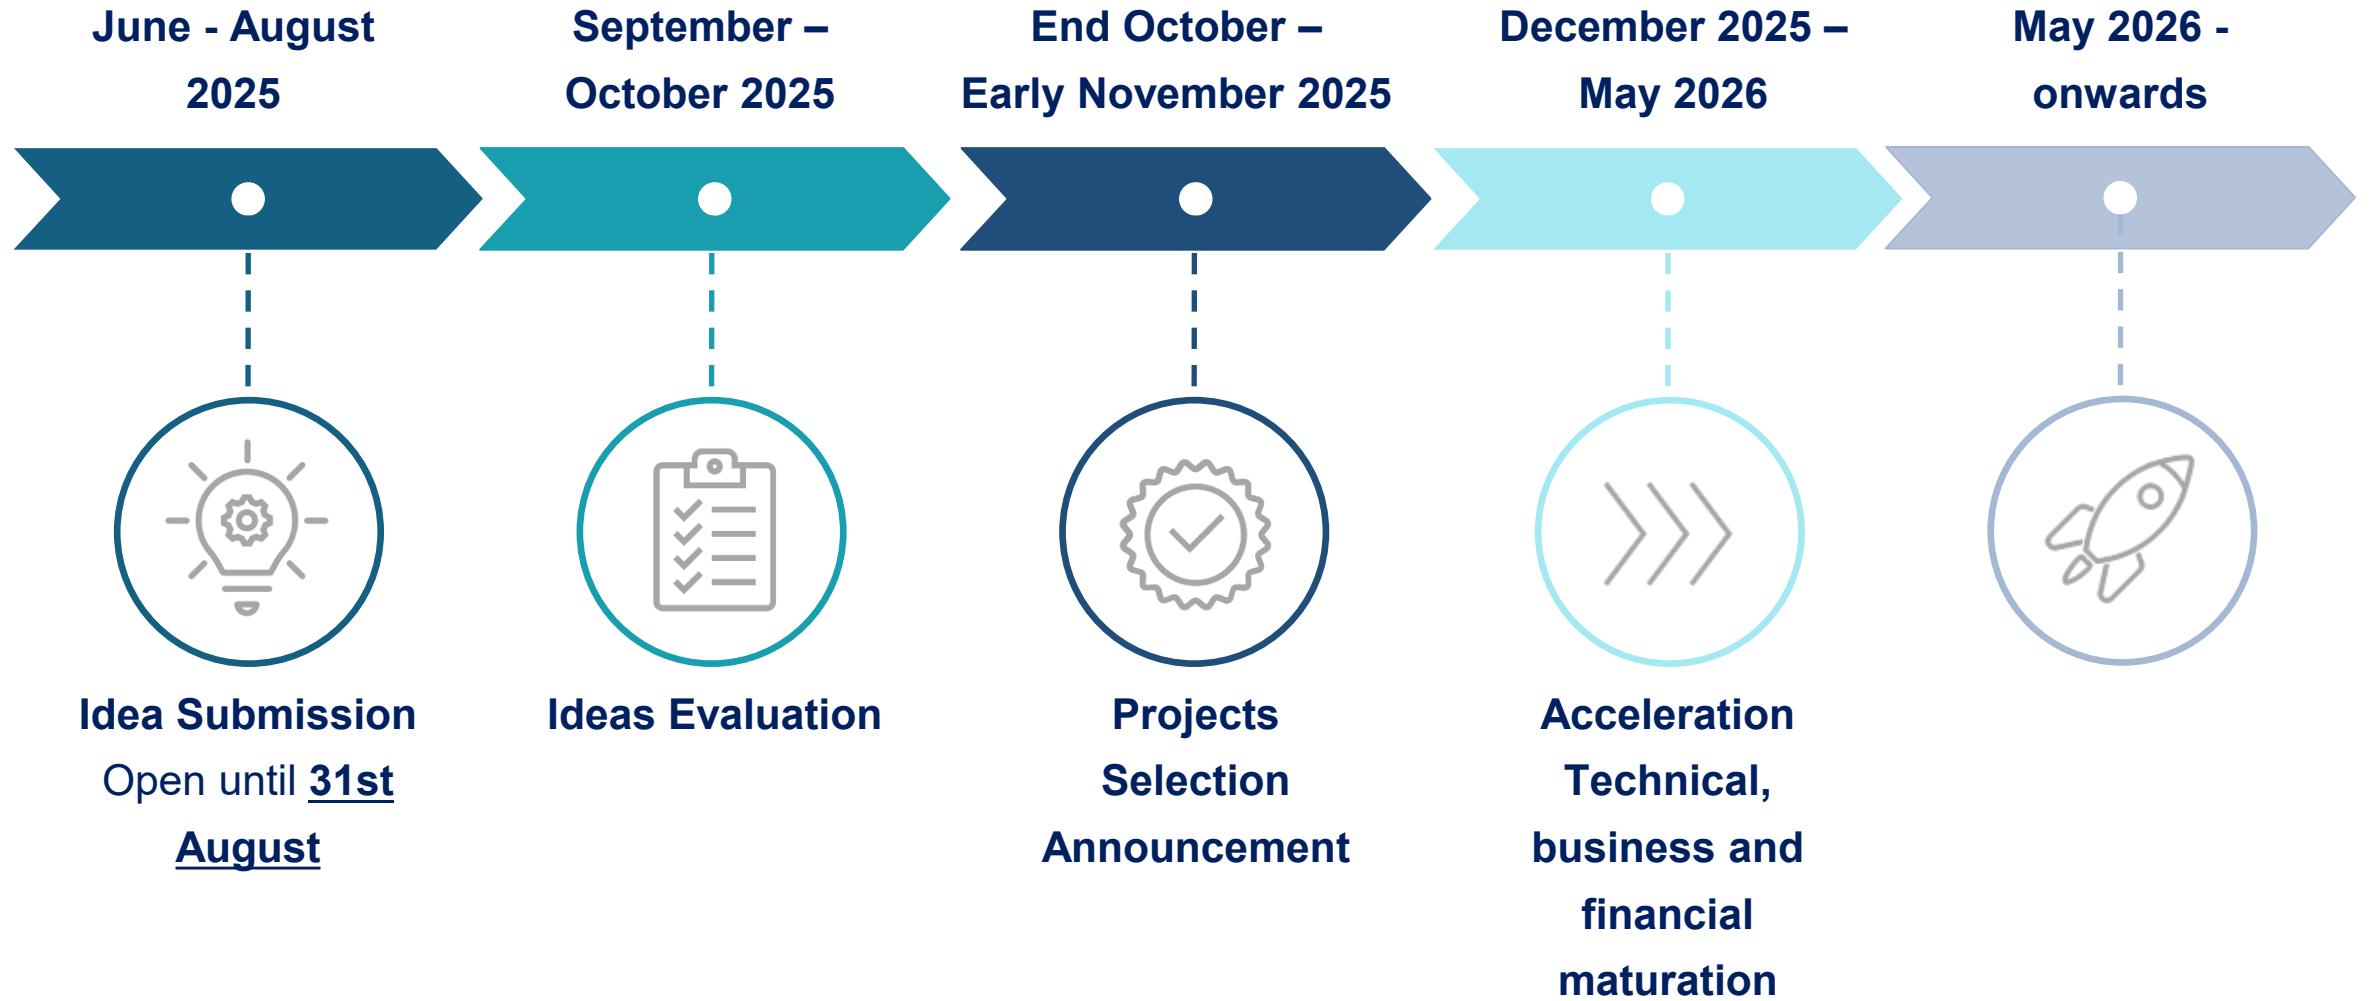 June - August
2025
September –
October 2025
End October –
Early November 2025
December 2025 –
May 2026
May 2026 -
onwards
Idea Submission
Open until 31st
August
Ideas Evaluation
Projects
Selection
Announcement
Acceleration
Technical,
business and
financial
maturation